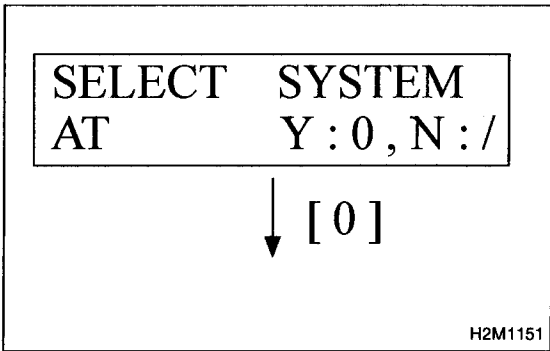 SELECT SYSTEM
AT Y : 0 , N : /
[ 0 ]
H2M1151